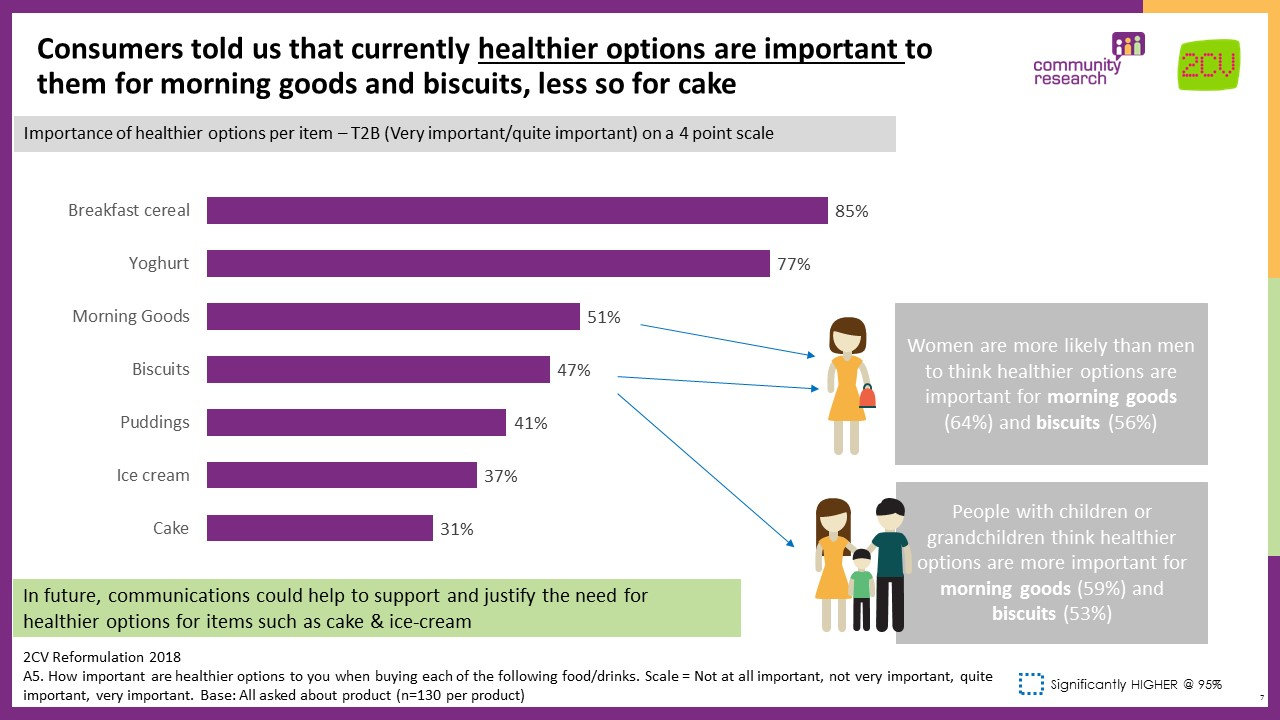 Consumers told us that currently healthier options are important to
them for morning goods and biscuits, less so for cake
community
research
2CV
Importance of healthier options per item – T2B (Very important/quite important) on a 4 point scale
Breakfast cereal 85%
Yoghurt 77%
Morning Goods 51%
Biscuits 47%
Puddings 41%
Ice cream 37%
Cake 31%
Women are more likely than men
to think healthier options are
important for morning goods
(64%) and biscuits (56%)
People with children or
grandchildren think healthier
options are more important for
morning goods (59%) and
biscuits (53%)
In future, communications could help to support and justify the need for
healthier options for items such as cake & ice-cream
2CV Reformulation 2018
A5. How important are healthier options to you when buying each of the following food/drinks. Scale = Not at all important, not very important, quite
important, very important. Base: All asked about product (n=130 per product)
Significantly HIGHER @ 95%
7